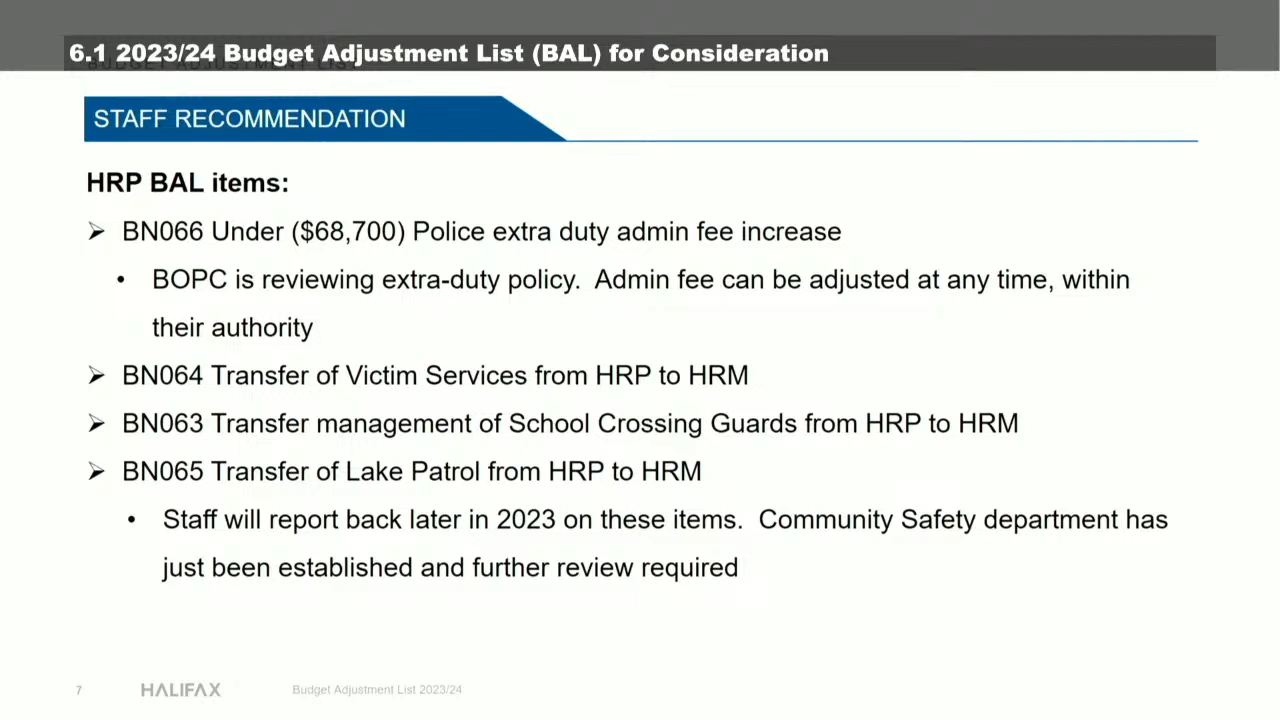 6.1 2023/24 Budget Adjustment List (BAL) for Consideration
STAFF RECOMMENDATION
HRP BAL items:
➢ BN066 Under ($68,700) Police extra duty admin fee increase
• BOPC is reviewing extra-duty policy.  Admin fee can be adjusted at any time, within
their authority
➢ BN064 Transfer of Victim Services from HRP to HRM
➢ BN063 Transfer management of School Crossing Guards from HRP to HRM
➢ BN065 Transfer of Lake Patrol from HRP to HRM
• Staff will report back later in 2023 on these items.  Community Safety department has
just been established and further review required
7 HALIFAX Budget Adjustment List 2023/24